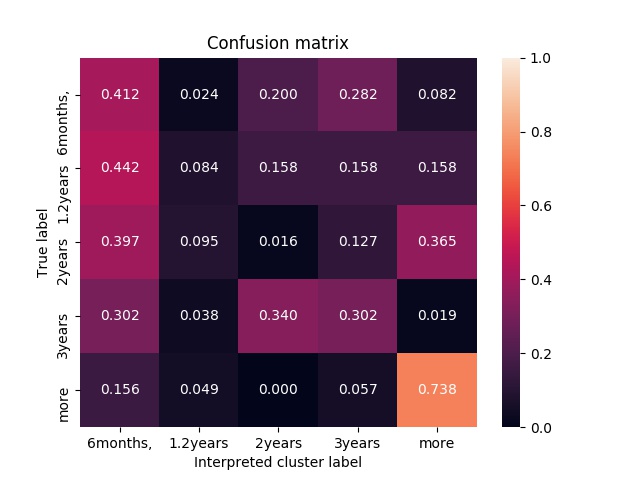 Confusion matrix
True label
6months, 0.412 0.024 0.200 0.282 0.082
1.2years 0.442 0.084 0.158 0.158 0.158
2years 0.397 0.095 0.016 0.127 0.365
3years 0.302 0.038 0.340 0.302 0.019
more 0.156 0.049 0.000 0.057 0.738
6months, 1.2years 2years 3years more
Interpreted cluster label
1.0
0.8
0.6
0.4
0.2
0.0